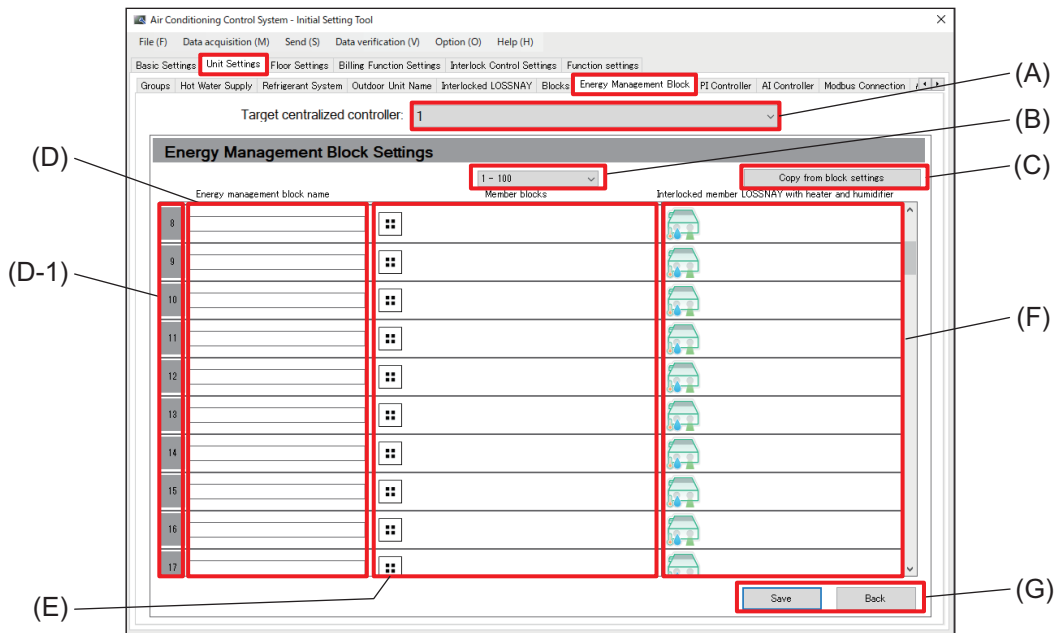 Air Conditioning Control System - Initial Setting Tool
File (F) Data acquisition (M) Send (S) Data verification (V) Option (O) Help (H)
Basic Settings Unit Settings Floor Settings Billing Function Settings Interlock Control Settings Function settings
Groups Hot Water Supply Refrigerant System Outdoor Unit Name Interlocked LOSSNAY Blocks Energy Management Block PI Controller AI Controller Modbus Connection
(A)
Target centralized controller: 1
(B)
Energy Management Block Settings
(D)
1 - 100
Copy from block settings
(C)
Energy management block name Member blocks Interlocked member LOSSNAY with heater and humidifier
8
9
(D-1)
10
(F)
11
12
13
14
15
16
17
(E)
Save Back
(G)